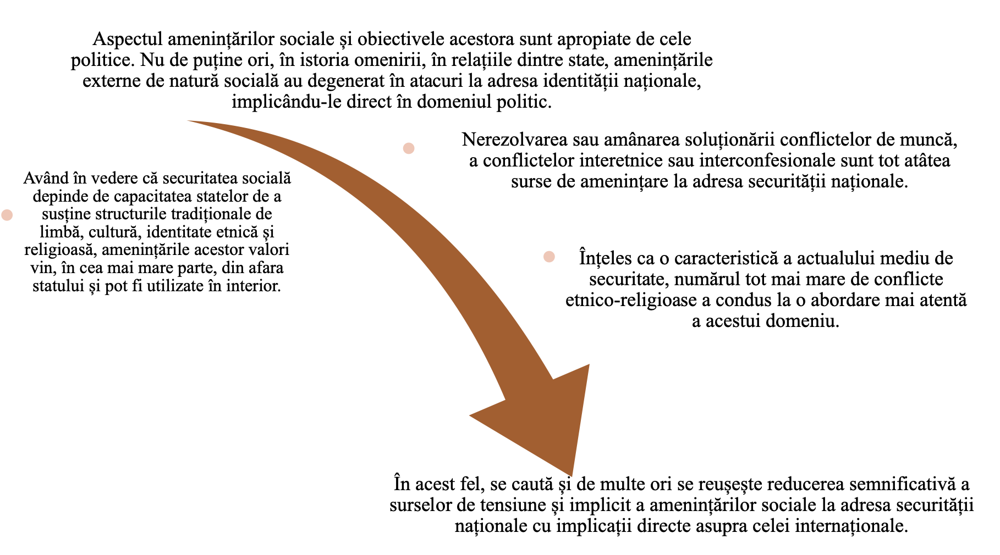 Aspectul amenințărilor sociale și obiectivele acestora sunt apropiate de cele
politice. Nu de puține ori, în istoria omenirii, în relațiile dintre state, amenințările
externe de natură socială au degenerat în atacuri la adresa identității naționale,
implicându-le direct în domeniul politic.
Nerezolvarea sau amânarea soluționării conflictelor de muncă,
a conflictelor interetnice sau interconfesionale sunt tot atâtea
surse de amenințare la adresa securității naționale.
Având în vedere că securitatea socială
depinde de capacitatea statelor de a
susține structurile tradiționale de
limbă, cultură, identitate etnică și
religioasă, amenințările acestor valori
vin, în cea mai mare parte, din afara
statului și pot fi utilizate în interior.
Înțeles ca o caracteristică a actualului mediu de
securitate, numărul tot mai mare de conflicte
etnico-religioase a condus la o abordare mai atentă
a acestui domeniu.
În acest fel, se caută și de multe ori se reușește reducerea semnificativă a
surselor de tensiune și implicit a amenințărilor sociale la adresa securității
naționale cu implicații directe asupra celei internaționale.